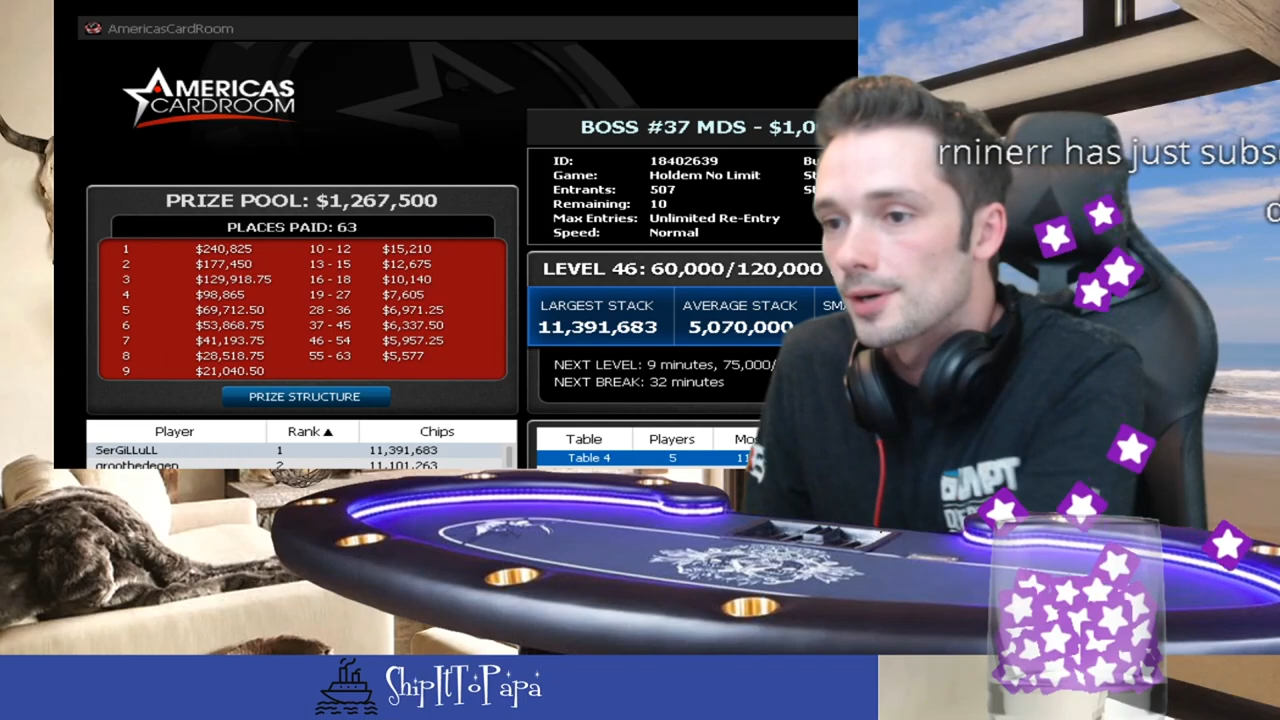 AmericasCardRoom
AMERICAS
CARDROOM
BOSS #37 MDS - $1,0
rninerr has just subs
PRIZE POOL: $1,267,500
PLACES PAID: 63
1 $240,825 10 - 12 $15,210
2 $177,450 13 - 15 $12,675
3 $129,918.75 16 - 18 $10,140
4 $98,865 19 - 27 $7,605
5 $69,712.50 28 - 36 $6,971.25
6 $53,868.75 37 - 45 $6,337.50
7 $41,193.75 46 - 54 $5,957.25
8 $28,518.75 55 - 63 $5,577
9 $21,040.50
PRIZE STRUCTURE
ID: 18402639
Game: Holdem No Limit
Entrants: 507
Remaining: 10
Max Entries: Unlimited Re-Entry
Speed: Normal
LEVEL 46: 60,000/120,000
LARGEST STACK AVERAGE STACK
11,391,683 5,070,000
NEXT LEVEL: 9 minutes, 75,000/
NEXT BREAK: 32 minutes
Player Rank Chips
SerGiLLuLL 1 11,391,683
groothedegen 2 11,101,263
Table Players Mo
Table 4 5 11
ShipItToPapa